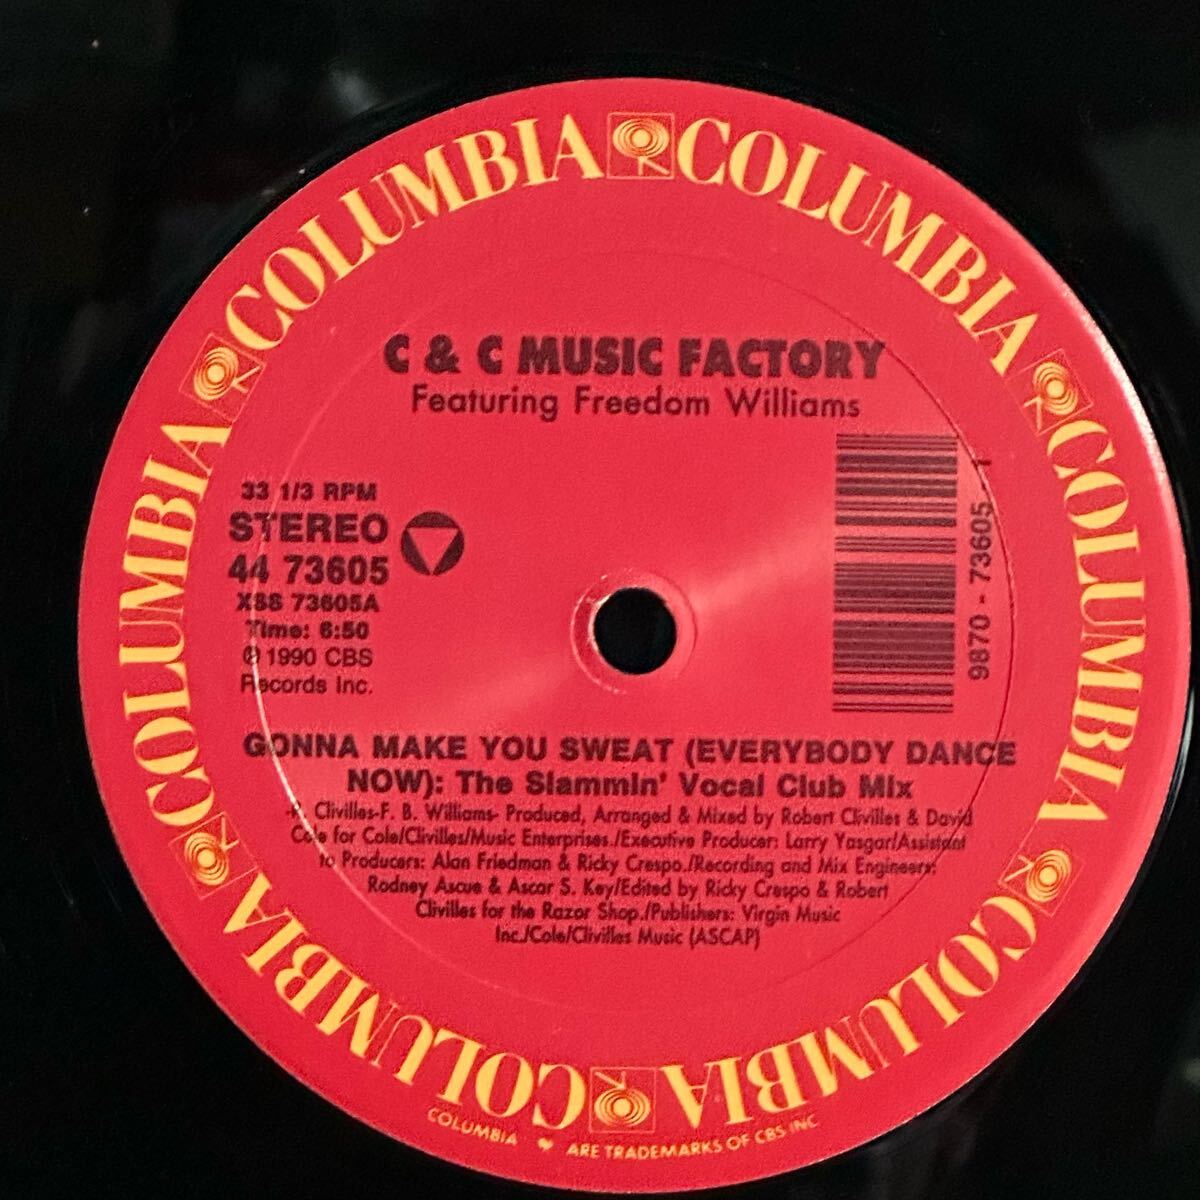 COLUMBIA COLUMBIA COLUMBIA COLUMBIA COLUMBIA COLUMBIA COLUMBIA COLUMBIA
C & C MUSIC FACTORY
Featuring Freedom Williams
33 1/3 RPM
STEREO
44 73605
XSS 73605A
Time: 6:50
℗ 1990 CBS
Records Inc.
9870 - 73605 - 1
GONNA MAKE YOU SWEAT (EVERYBODY DANCE
NOW): The Slammin' Vocal Club Mix
-R. Clivilles-F. B. Williams- Produced, Arranged & Mixed by Robert Clivilles & David
Cole for Cole/Clivilles/Music Enterprises./Executive Producer: Larry Yasgar/Assistant
to Producers: Alan Friedman & Ricky Crespo./Recording and Mix Engineers:
Rodney Ascue & Ascar S. Key/Edited by Ricky Crespo & Robert
Clivilles for the Razor Shop./Publishers: Virgin Music
Inc./Cole/Clivilles Music (ASCAP)
COLUMBIA ARE TRADEMARKS OF CBS INC